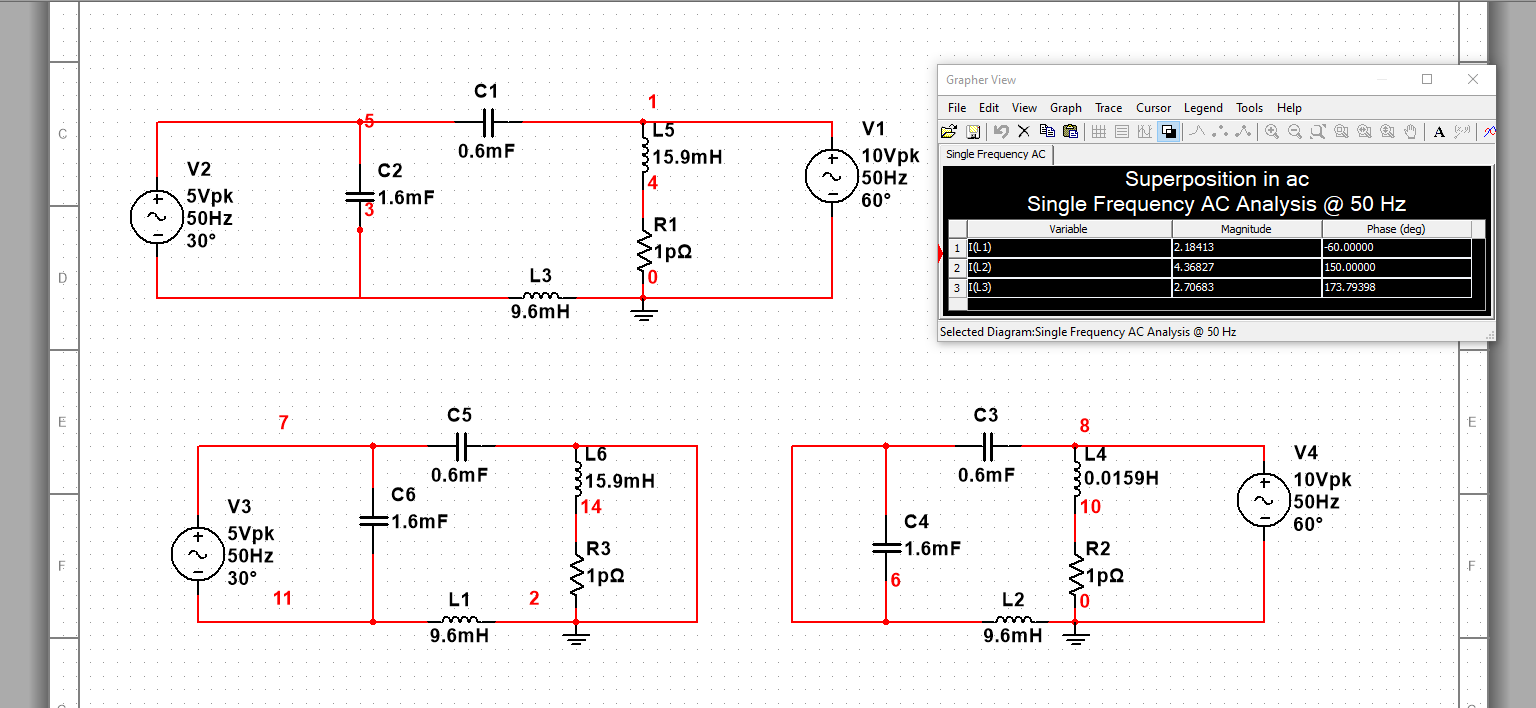 C
D
E
F
E
F
C1
0.6mF
1
5
L5
15.9mH
4
R1
1pΩ
0
V1
10Vpk
50Hz
60°
V2
5Vpk
50Hz
30°
C2
1.6mF
3
L3
9.6mH
Grapher View
File Edit View Graph Trace Cursor Legend Tools Help
A
Single Frequency AC
Superposition in ac
Single Frequency AC Analysis @ 50 Hz
Variable Magnitude Phase (deg)
1 I(L1) 2.18413 -60.00000
2 I(L2) 4.36827 150.00000
3 I(L3) 2.70683 173.79398
Selected Diagram:Single Frequency AC Analysis @ 50 Hz
7
C5
0.6mF
L6
15.9mH
14
R3
1pΩ
C6
1.6mF
V3
5Vpk
50Hz
30°
11
L1
9.6mH
2
C3
0.6mF
8
L4
0.0159H
10
R2
1pΩ
0
V4
10Vpk
50Hz
60°
C4
1.6mF
6
L2
9.6mH